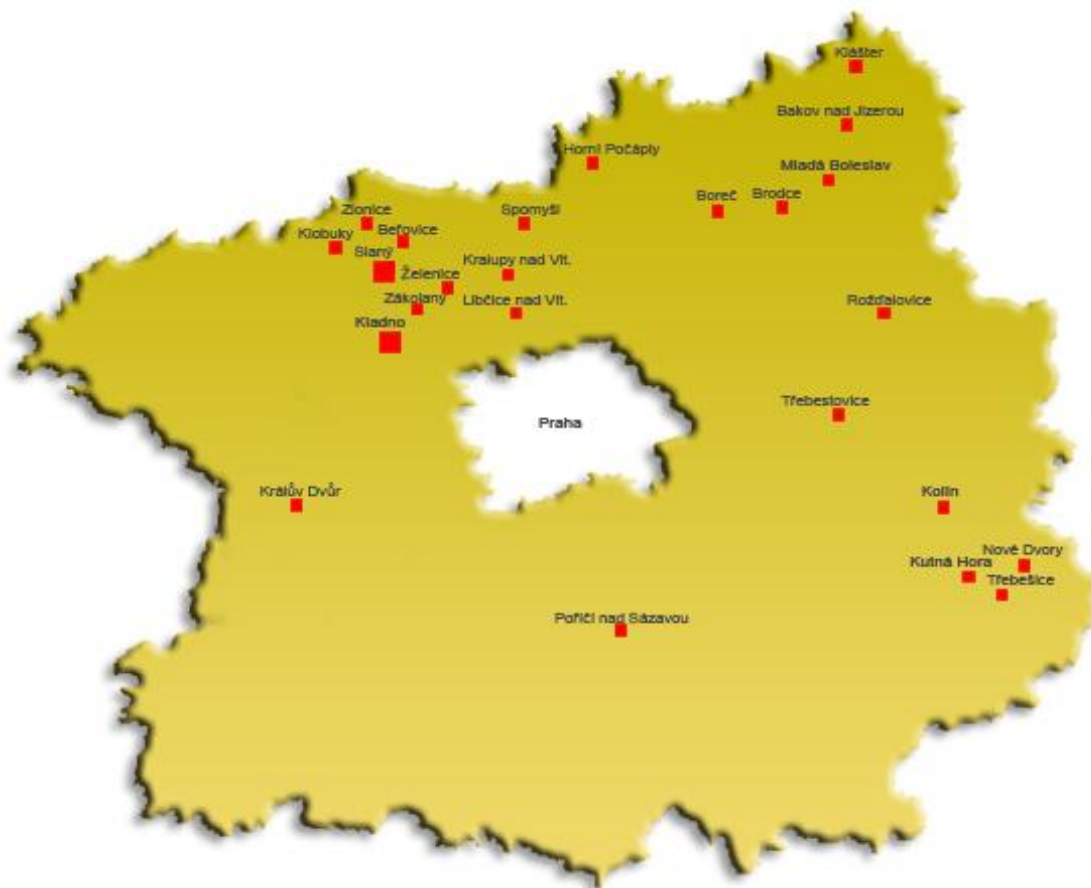 Klášter
Bakov nad Jizerou
Horní Počáply
Mladá Boleslav
Boreč
Brodce
Zlonice
Spomyšl
Klobuky
Beřovice
Slaný
Kralupy nad Vlt.
Želenice
Zákolany
Libčice nad Vlt.
Rožďalovice
Kladno
Třebestovice
Praha
Králův Dvůr
Kolín
Nové Dvory
Kutná Hora
Třebešice
Poříčí nad Sázavou